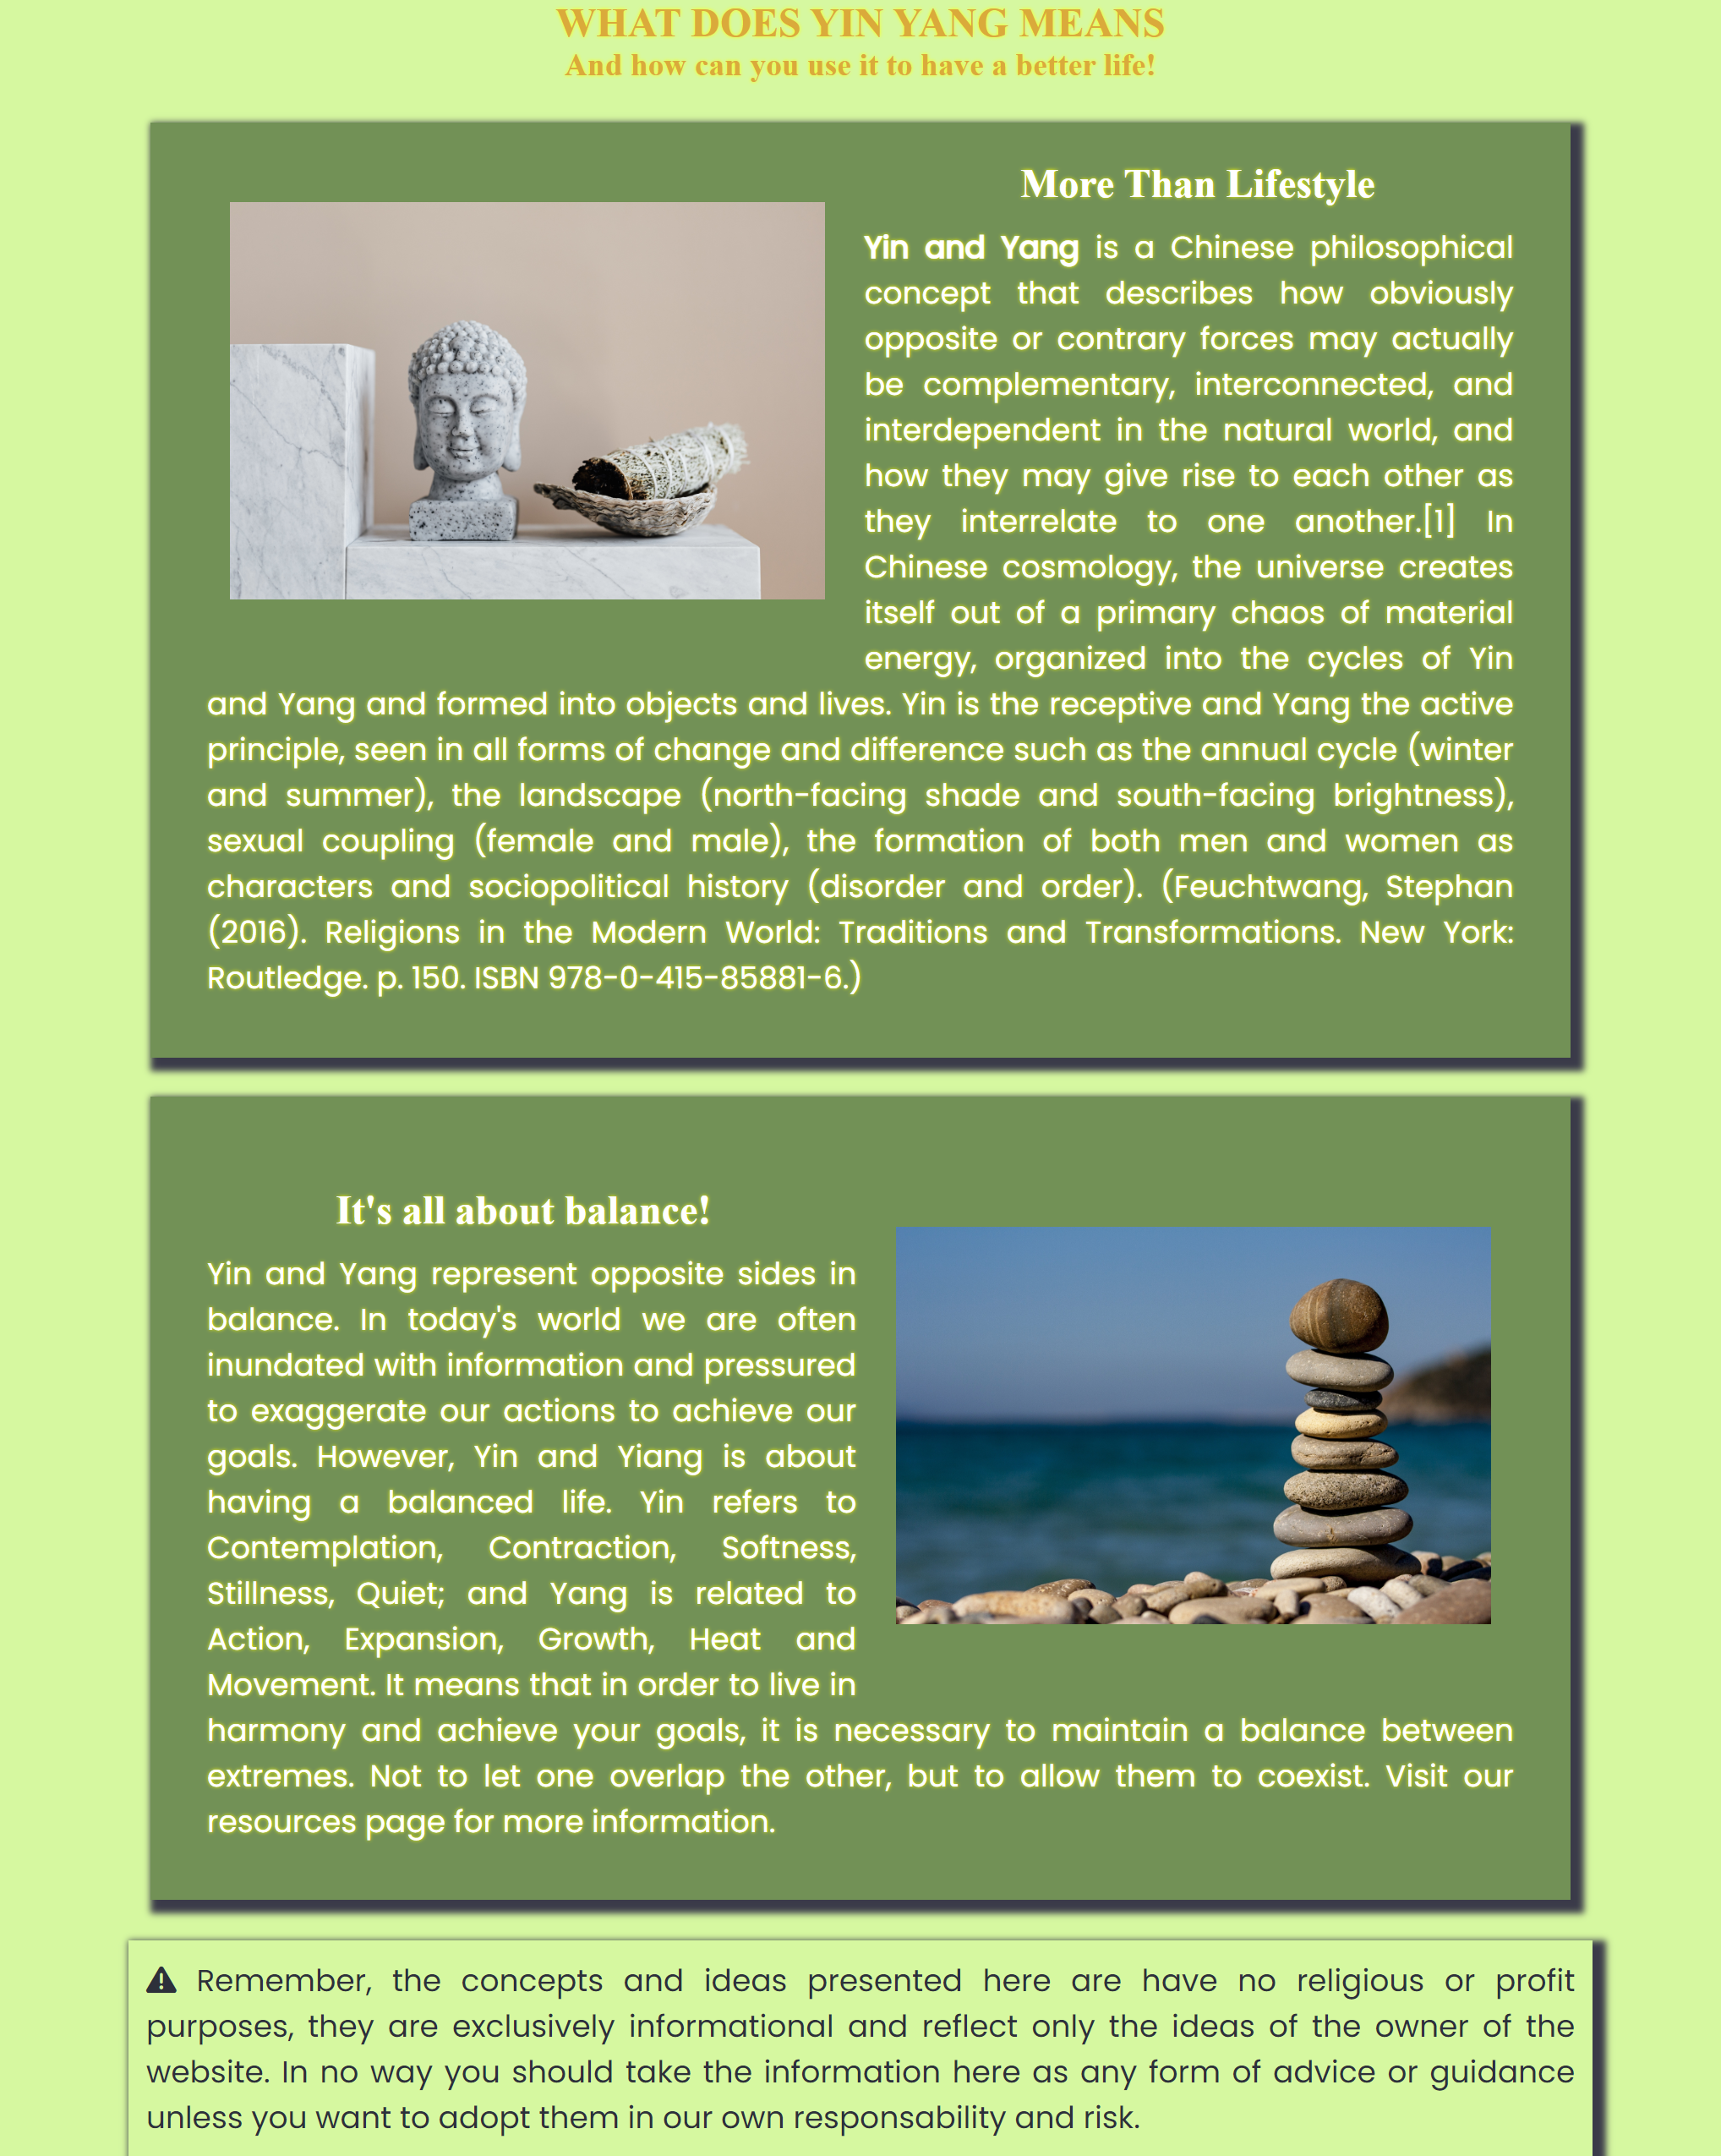 WHAT DOES YIN YANG MEANS
And how can you use it to have a better life!
More Than Lifestyle
Yin and Yang is a Chinese philosophical
concept that describes how obviously
opposite or contrary forces may actually
be complementary, interconnected, and
interdependent in the natural world, and
how they may give rise to each other as
they interrelate to one another.[1] In
Chinese cosmology, the universe creates
itself out of a primary chaos of material
energy, organized into the cycles of Yin
and Yang and formed into objects and lives. Yin is the receptive and Yang the active
principle, seen in all forms of change and difference such as the annual cycle (winter
and summer), the landscape (north-facing shade and south-facing brightness),
sexual coupling (female and male), the formation of both men and women as
characters and sociopolitical history (disorder and order). (Feuchtwang, Stephan
(2016). Religions in the Modern World: Traditions and Transformations. New York:
Routledge. p. 150. ISBN 978-0-415-85881-6.)
It's all about balance!
Yin and Yang represent opposite sides in
balance. In today's world we are often
inundated with information and pressured
to exaggerate our actions to achieve our
goals. However, Yin and Yiang is about
having a balanced life. Yin refers to
Contemplation, Contraction, Softness,
Stillness, Quiet; and Yang is related to
Action, Expansion, Growth, Heat and
Movement. It means that in order to live in
harmony and achieve your goals, it is necessary to maintain a balance between
extremes. Not to let one overlap the other, but to allow them to coexist. Visit our
resources page for more information.
Remember, the concepts and ideas presented here are have no religious or profit
purposes, they are exclusively informational and reflect only the ideas of the owner of the
website. In no way you should take the information here as any form of advice or guidance
unless you want to adopt them in our own responsability and risk.